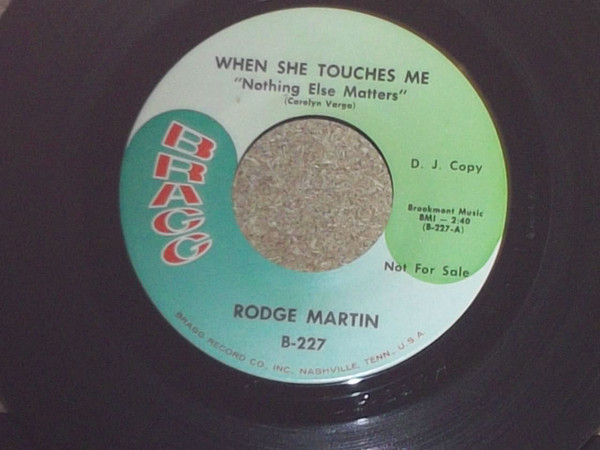 WHEN SHE TOUCHES ME
"Nothing Else Matters"
(Carolyn Varga)
BRAGG
D. J. Copy
Brookmont Music
BMI — 2:40
(B-227-A)
Not For Sale
RODGE MARTIN
B-227
BRAGG RECORD CO. INC. NASHVILLE, TENN., U.S.A